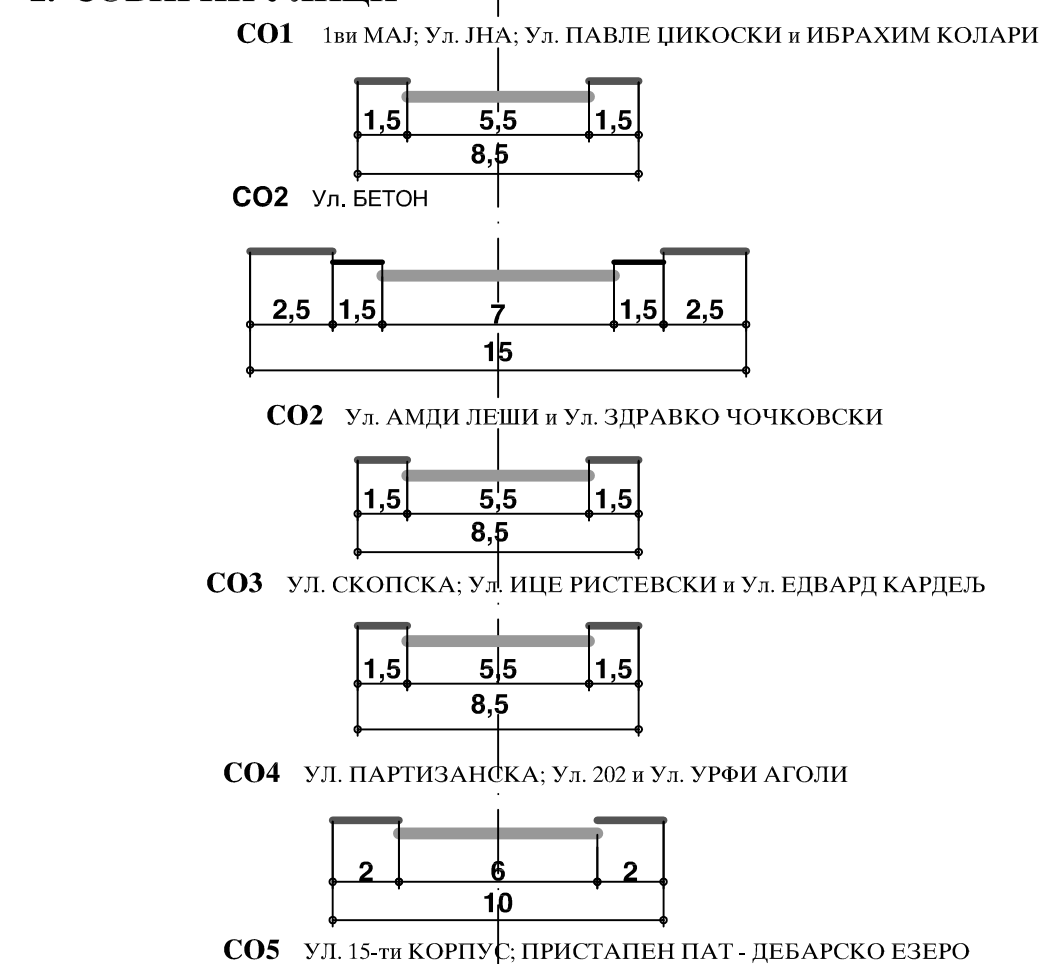 СО1 1ви МАЈ; Ул. ЈНА; Ул. ПАВЛЕ ЦИКОСКИ и ИБРАХИМ КОЛАРИ
1,5 5,5 1,5
8,5
СО2 Ул. БЕТОН
2,5 1,5 7 1,5 2,5
15
СО2 Ул. АМДИ ЛЕШИ и Ул. ЗДРАВКО ЧОЧКОВСКИ
1,5 5,5 1,5
8,5
СО3 УЛ. СКОПСКА; Ул. ИЦЕ РИСТЕВСКИ и Ул. ЕДВАРД КАРДЕЉ
1,5 5,5 1,5
8,5
СО4 УЛ. ПАРТИЗАНСКА; Ул. 202 и Ул. УРФИ АГОЛИ
2 6 2
10
СО5 УЛ. 15-ти КОРПУС; ПРИСТАПЕН ПАТ - ДЕБАРСКО ЕЗЕРО